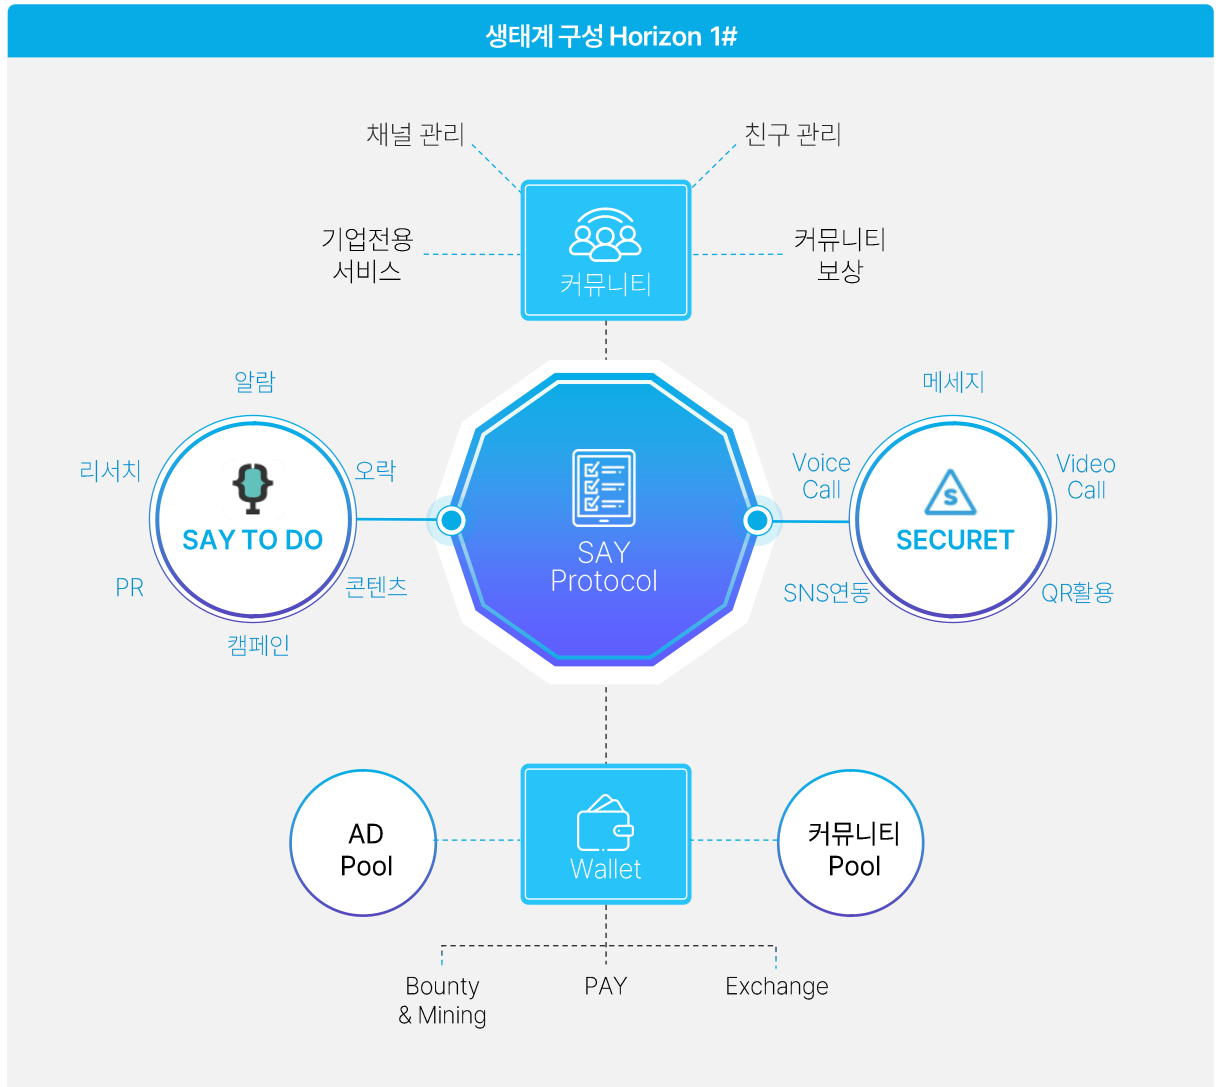 생태계 구성 Horizon 1#
채널 관리
친구 관리
기업전용
서비스
커뮤니티
커뮤니티
보상
알람
리서치
오락
SAY TO DO
PR
콘텐츠
캠페인
SAY
Protocol
메세지
Voice
Call
Video
Call
SECURET
SNS연동
QR활용
AD
Pool
Wallet
커뮤니티
Pool
Bounty
& Mining
PAY
Exchange